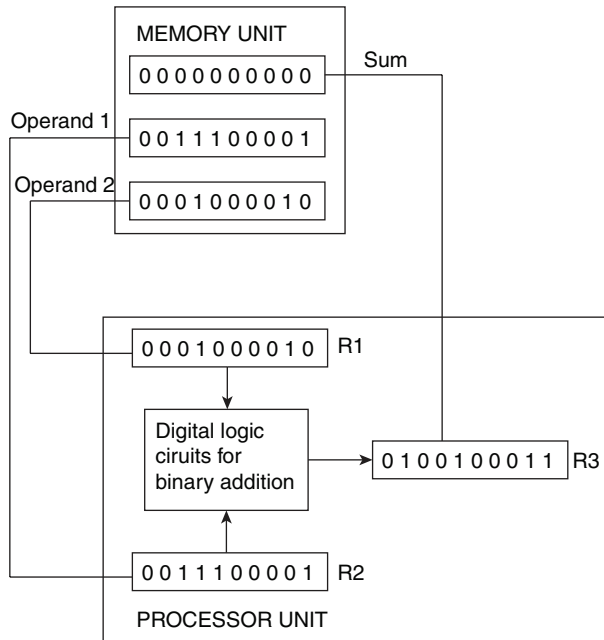 MEMORY UNIT
0 0 0 0 0 0 0 0 0 0
Sum
Operand 1
0 0 1 1 1 0 0 0 0 1
Operand 2
0 0 0 1 0 0 0 0 1 0
0 0 0 1 0 0 0 0 1 0 R1
Digital logic
ciruits for
binary addition
0 1 0 0 1 0 0 0 1 1 R3
0 0 1 1 1 0 0 0 0 1 R2
PROCESSOR UNIT